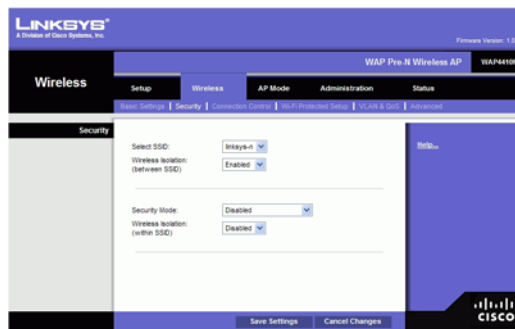 LINKSYS®
A Division of Cisco Systems, Inc.
Firmware Version: 1.0
WAP Pre-N Wireless AP
WAP4410N
Wireless
Setup
Wireless
AP Mode
Administration
Status
Basic Settings | Security | Connection Control | Wi-Fi Protected Setup | VLAN & QoS | Advanced
Security
Select SSID: linksys-n
Help...
Wireless Isolation: Enabled
(between SSID)
Security Mode: Disabled
Wireless Isolation: Disabled
(within SSID)
Save Settings
Cancel Changes
CISCO